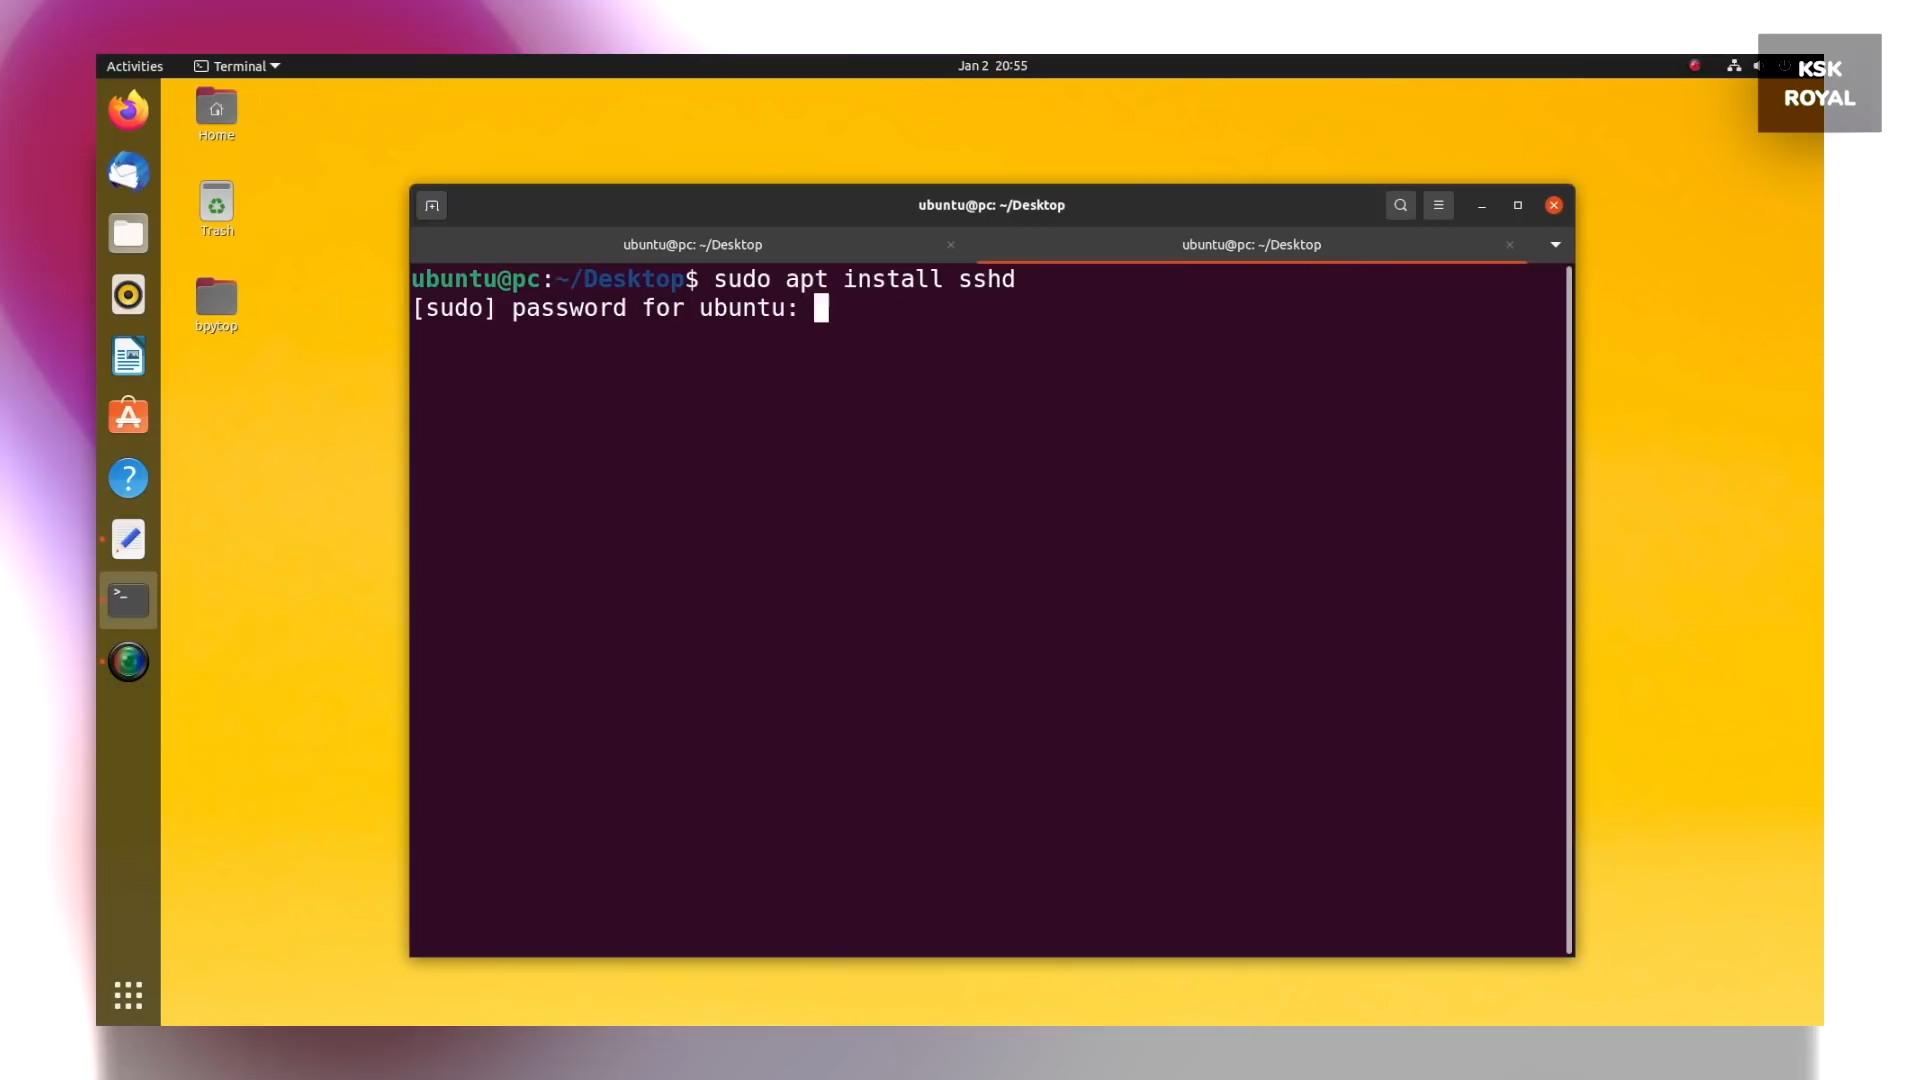 Activities
Terminal
Jan 2 20:55
KSK
ROYAL
Home
Trash
bpytop
ubuntu@pc: ~/Desktop
ubuntu@pc: ~/Desktop
ubuntu@pc: ~/Desktop
ubuntu@pc:~/Desktop$ sudo apt install sshd
[sudo] password for ubuntu: